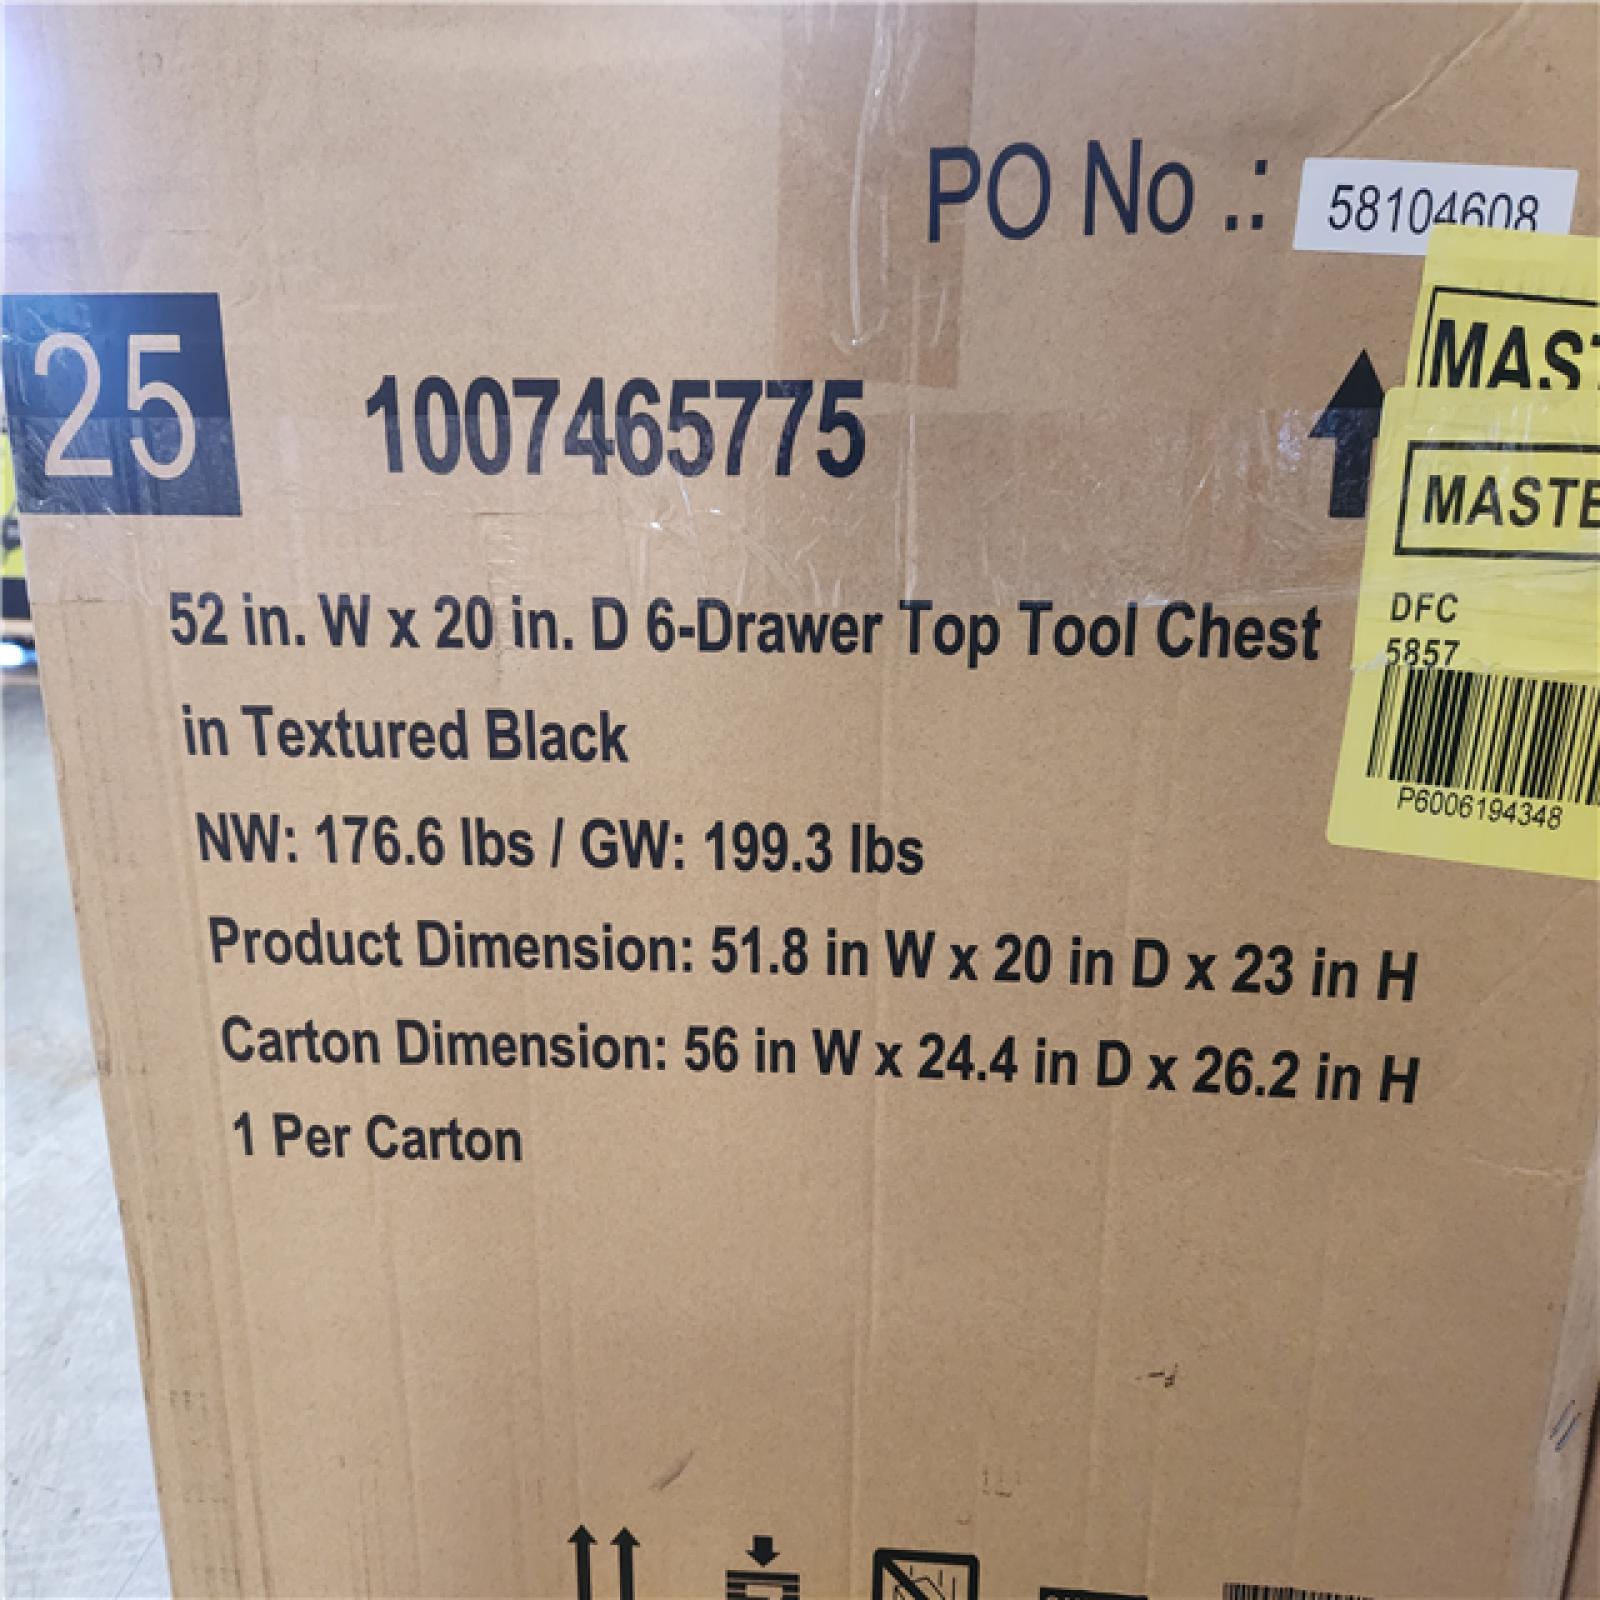 PO No .: 58104608
25
1007465775
52 in. W x 20 in. D 6-Drawer Top Tool Chest
in Textured Black
NW: 176.6 lbs / GW: 199.3 lbs
Product Dimension: 51.8 in W x 20 in D x 23 in H
Carton Dimension: 56 in W x 24.4 in D x 26.2 in H
1 Per Carton
MAST
MASTE
DFC
5857
P6006194348